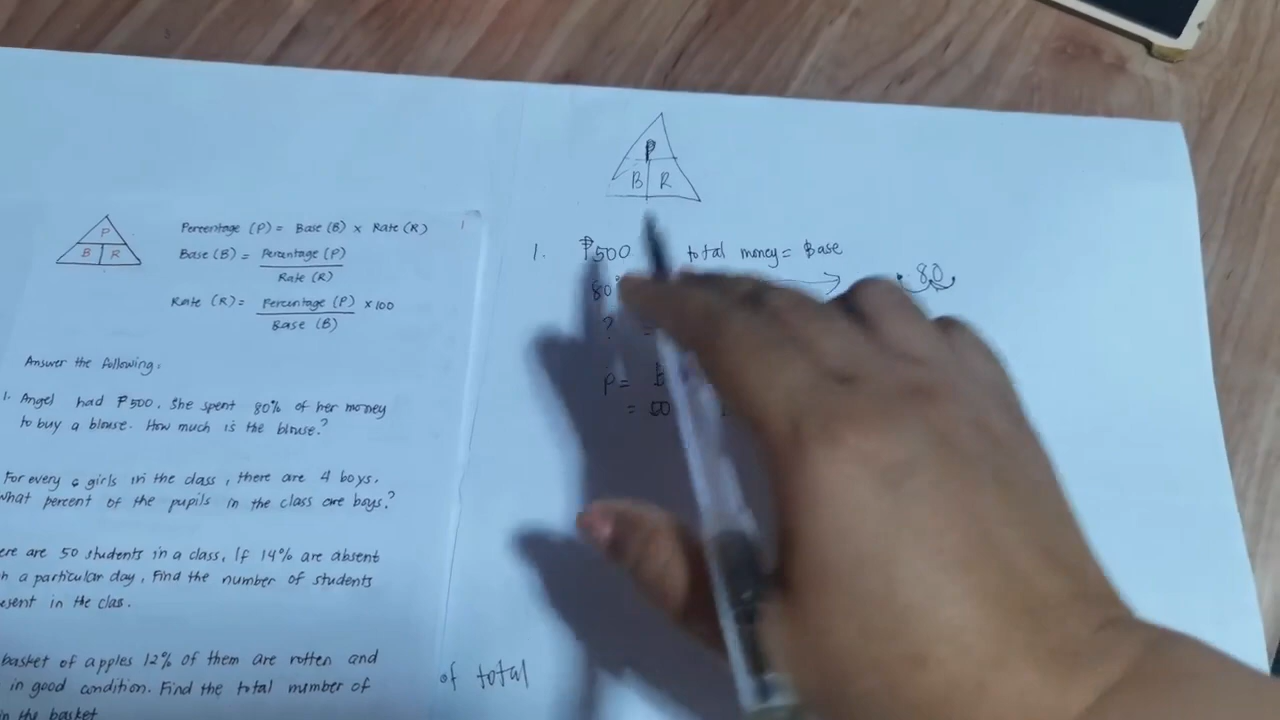 P
B R
Percentage (P) = Base (B) x Rate (R)
Base (B) = Percentage (P)
Rate (R)
Rate (R) = Percentage (P) x 100
Base (B)
Answer the following:
1. Angel had ₱500. She spent 80% of her money
to buy a blouse. How much is the blouse?
For every 6 girls in the class, there are 4 boys.
What percent of the pupils in the class are boys?
ere are 50 students in a class, If 14% are absent
a particular day, Find the number of students
esent in the clas.
basket of apples 12% of them are rotten and
in good condition. Find the total number of
in the basket
P
B R
1. ₱500 total money = Base
80
80
?
P = B
=
of total